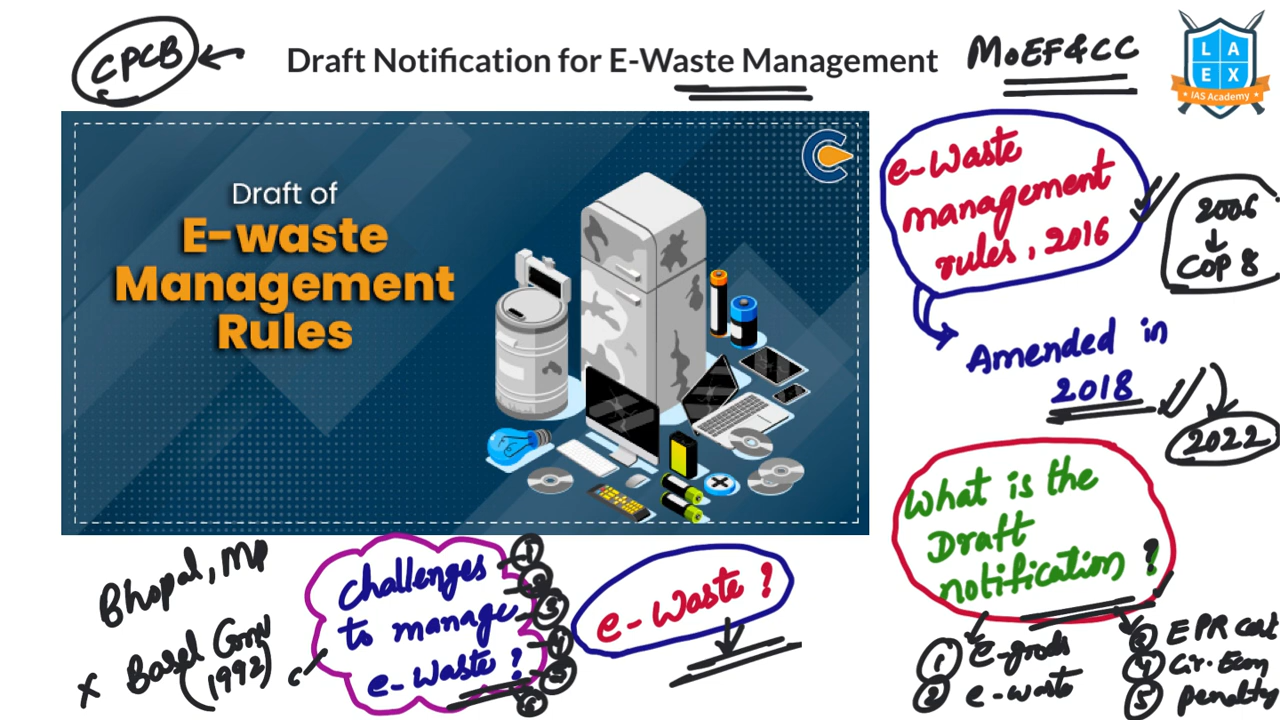 CPCB
Draft Notification for E-Waste Management
MoEF&CC
L A
E X
IAS Academy
Draft of
E-waste
Management
Rules
e-Waste
management
rules, 2016
2006
COP 8
Amended in
2018
2022
What is the
Draft
notification ?
① e-goods
② e-waste
EPR cert
④ Cir. Econ
⑤ penalty
e-Waste ?
challenges
to manage
e-Waste ?
1
Bhopal, MP
x Basel Conv
(1992)